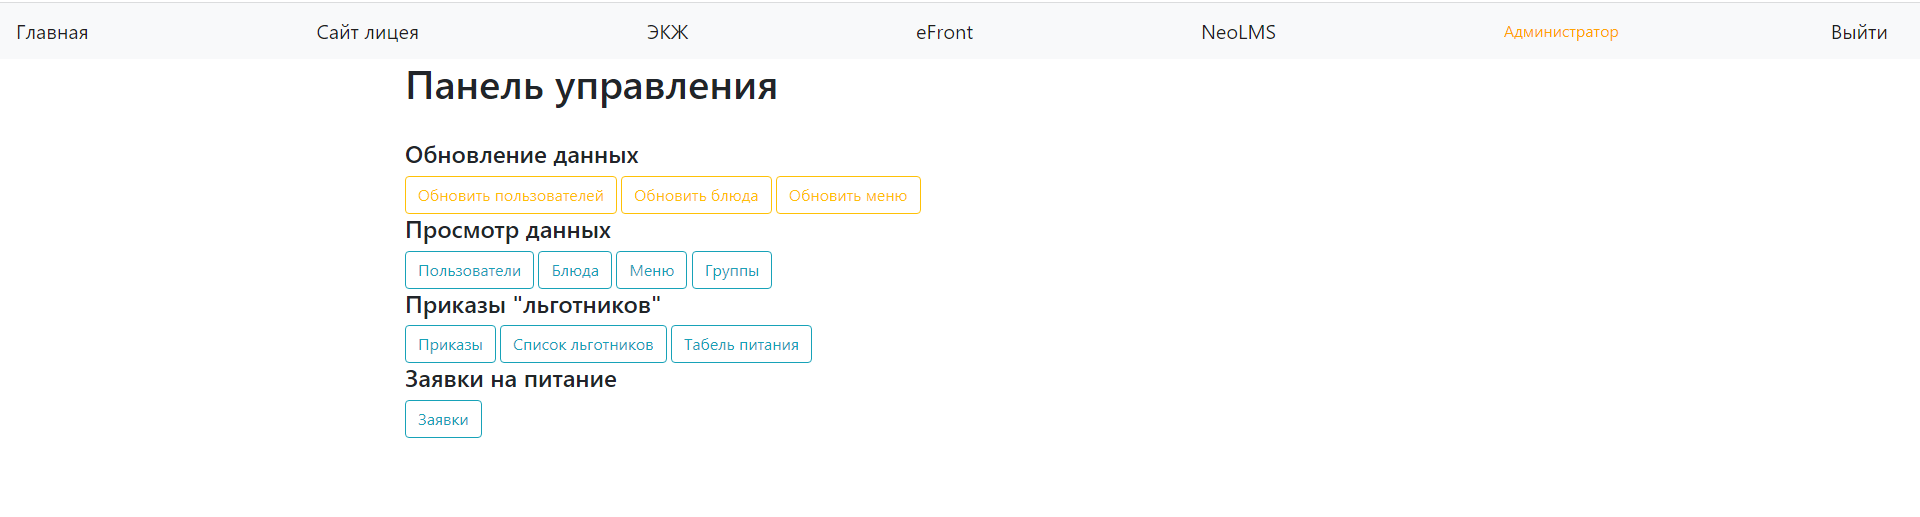 Главная Сайт лицея ЭКЖ eFront NeoLMS Администратор Выйти
Панель управления
Обновление данных
Обновить пользователей Обновить блюда Обновить меню
Просмотр данных
Пользователи Блюда Меню Группы
Приказы "льготников"
Приказы Список льготников Табель питания
Заявки на питание
Заявки